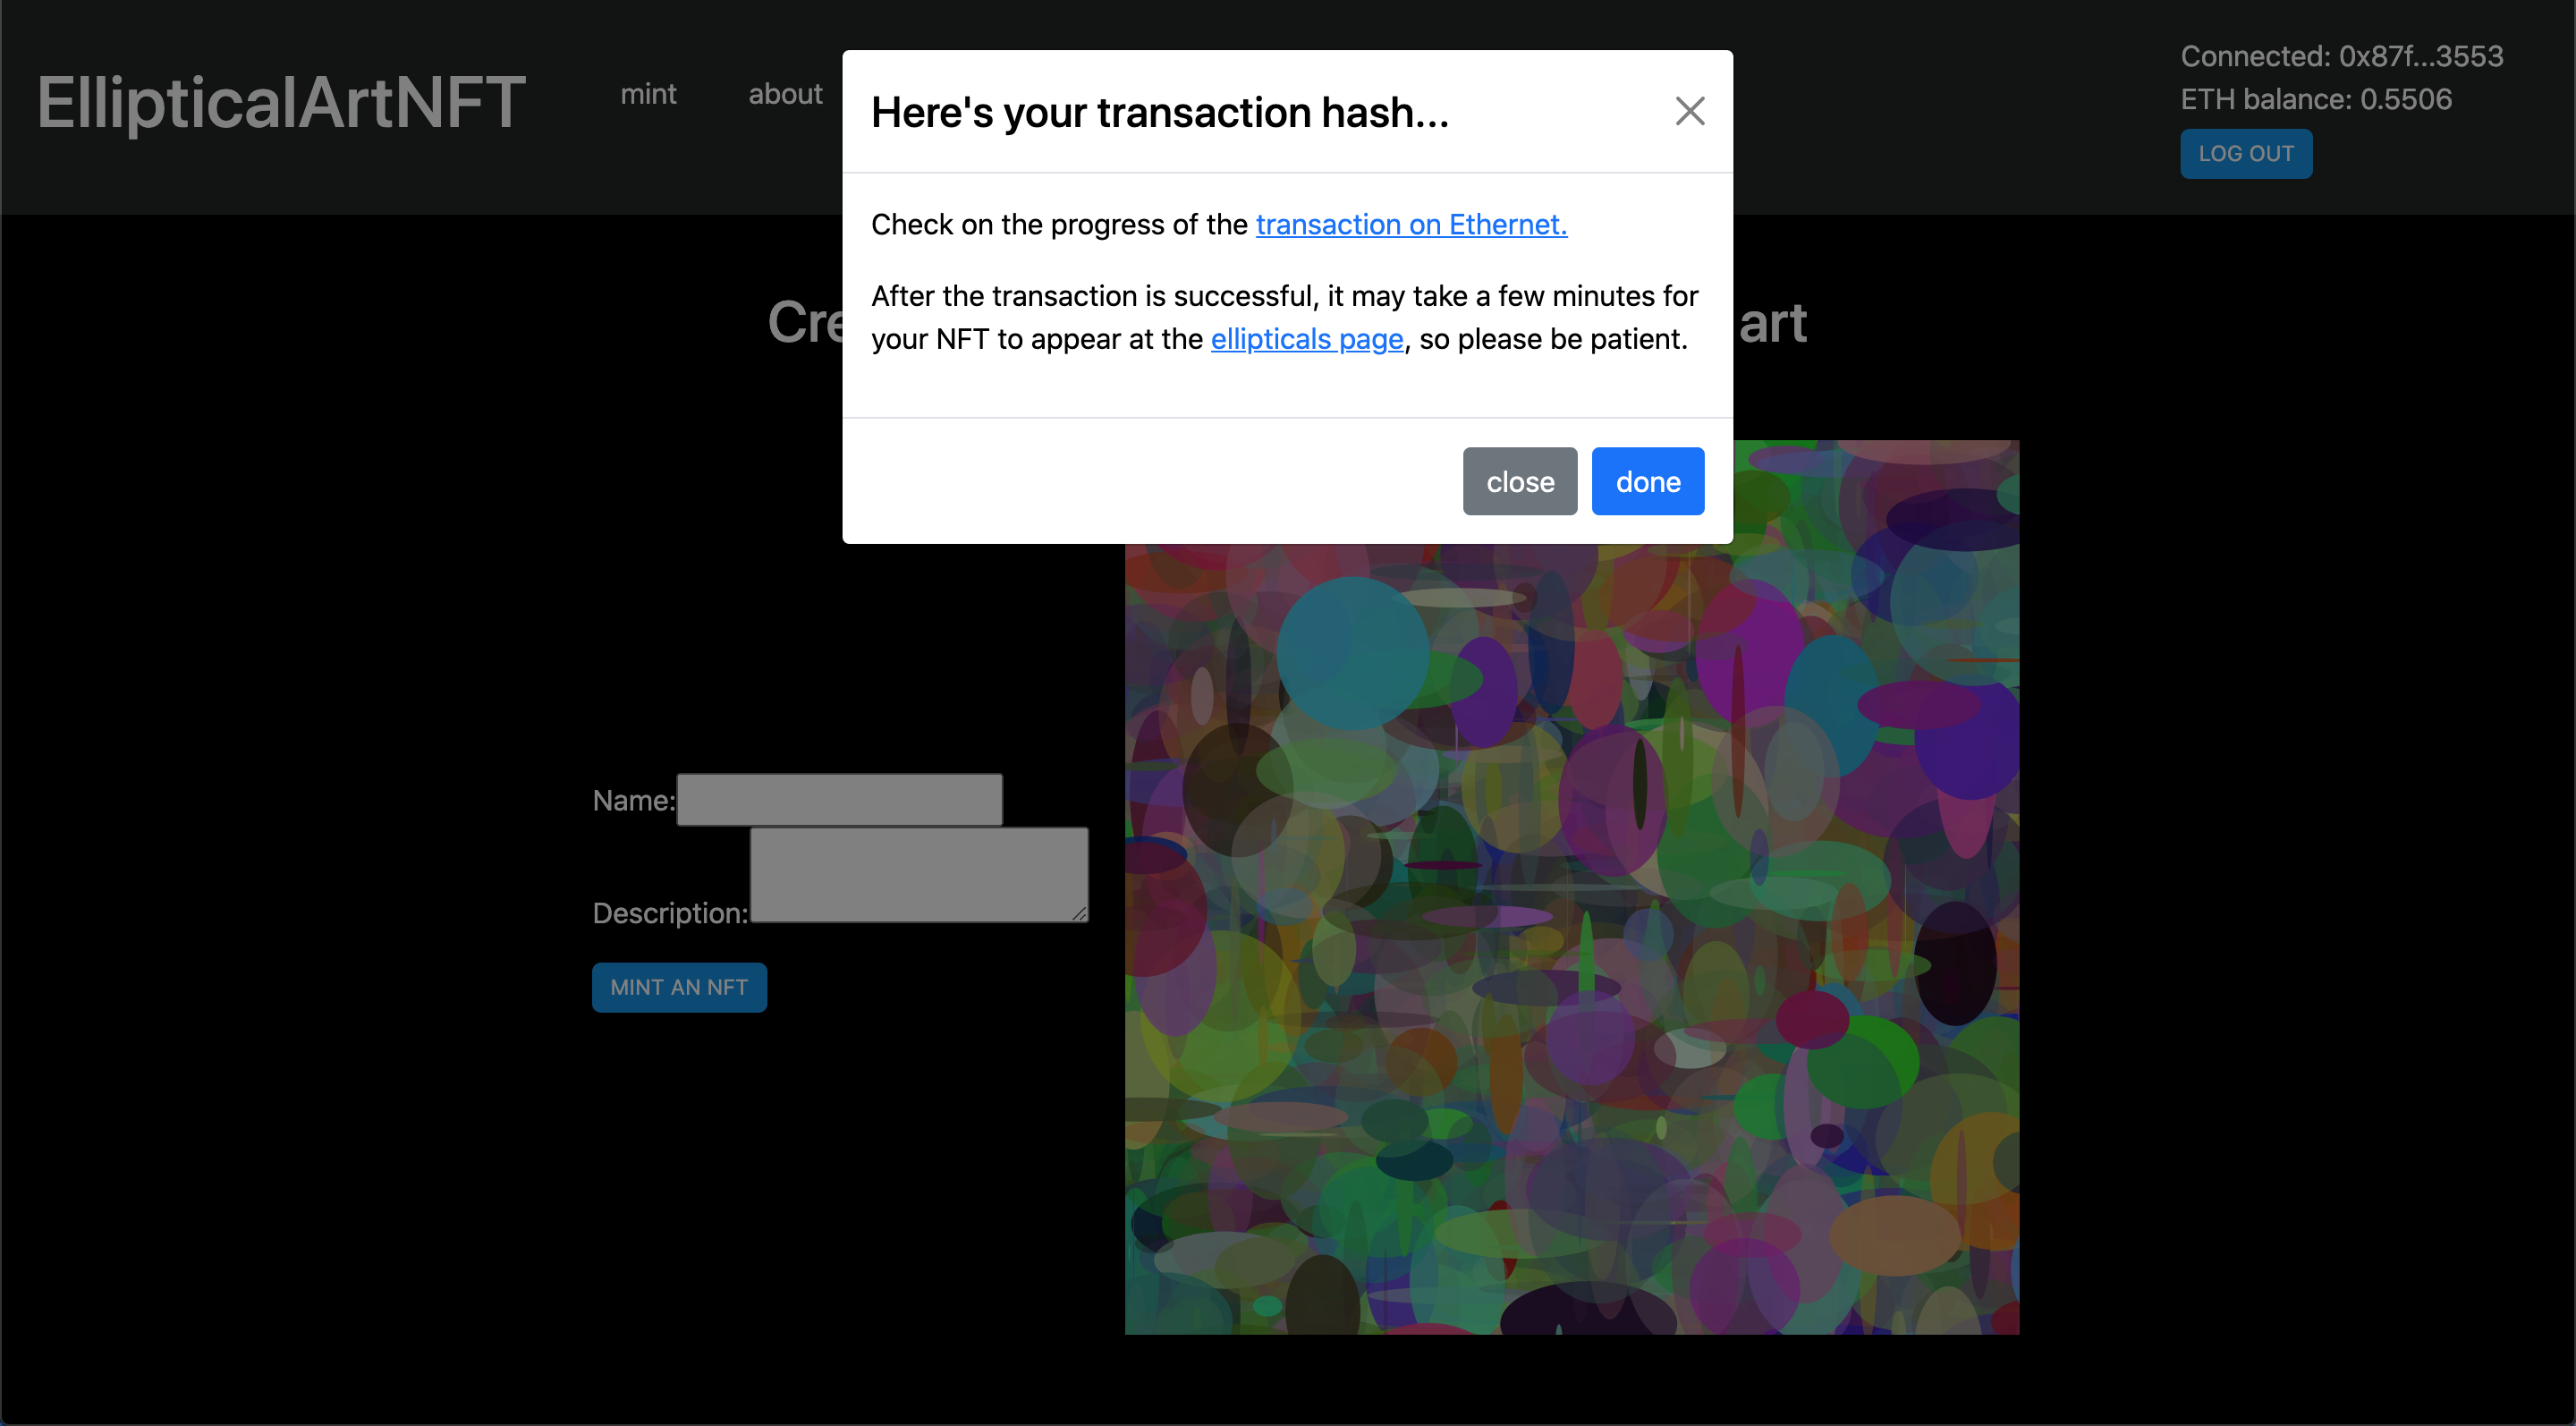 EllipticalArtNFT
mint
about
Connected: 0x87f...3553
ETH balance: 0.5506
LOG OUT
Here's your transaction hash...
Check on the progress of the transaction on Ethernet.
After the transaction is successful, it may take a few minutes for
your NFT to appear at the ellipticals page, so please be patient.
close
done
art
Name:
Description:
MINT AN NFT